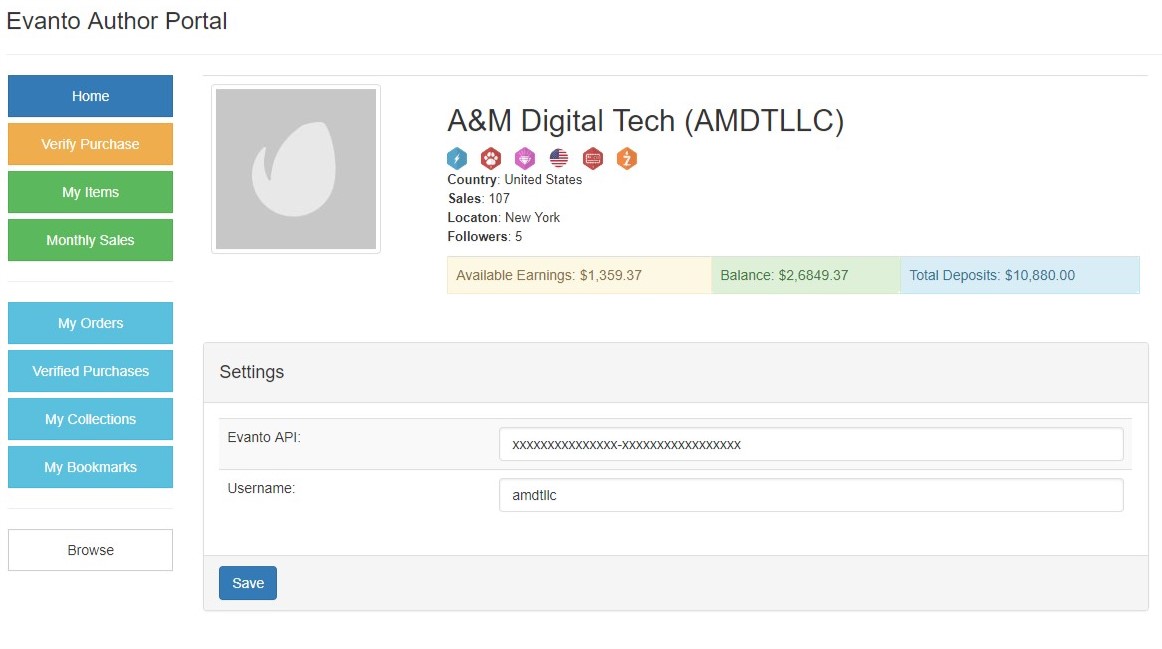 Evanto Author Portal
Home
Verify Purchase
My Items
Monthly Sales
My Orders
Verified Purchases
My Collections
My Bookmarks
Browse
A&M Digital Tech (AMDTLLC)
Country: United States
Sales: 107
Locaton: New York
Followers: 5
Available Earnings: $1,359.37 Balance: $2,6849.37 Total Deposits: $10,880.00
Settings
Evanto API: xxxxxxxxxxxxxxx-xxxxxxxxxxxxxxxxx
Username: amdtllc
Save